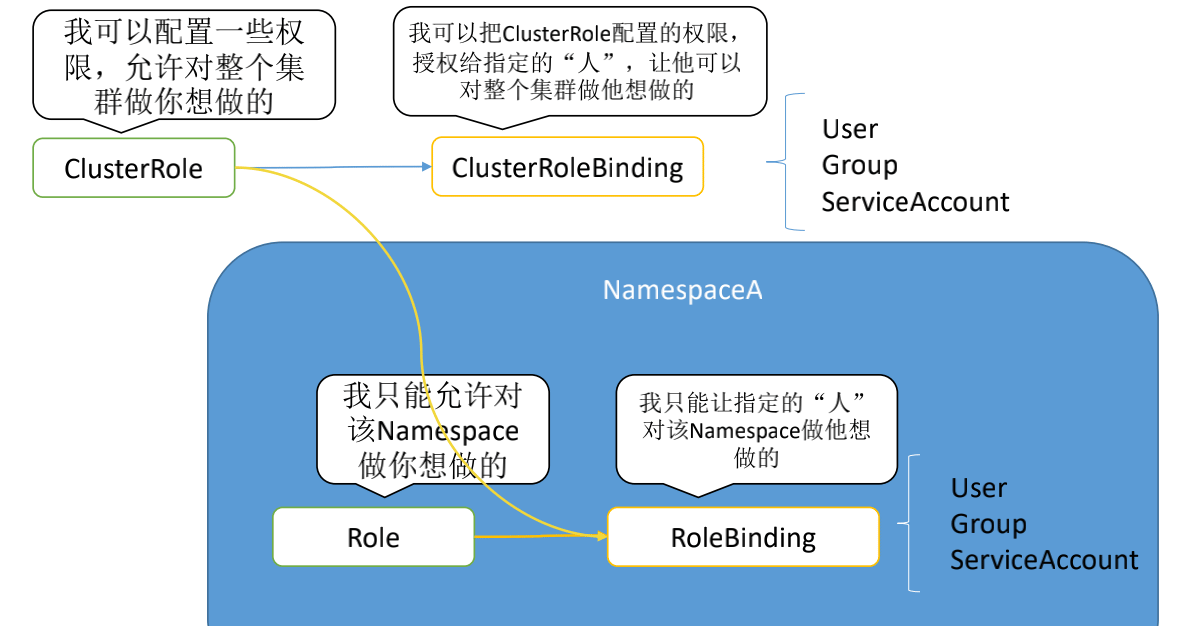 我可以配置一些权
限，允许对整个集
群做你想做的
我可以把ClusterRole配置的权限，
授权给指定的“人”，让他可以
对整个集群做他想做的
ClusterRole
ClusterRoleBinding
User
Group
ServiceAccount
NamespaceA
我只能允许对
该Namespace
做你想做的
我只能让指定的“人”
对该Namespace做他想
做的
Role
RoleBinding
User
Group
ServiceAccount